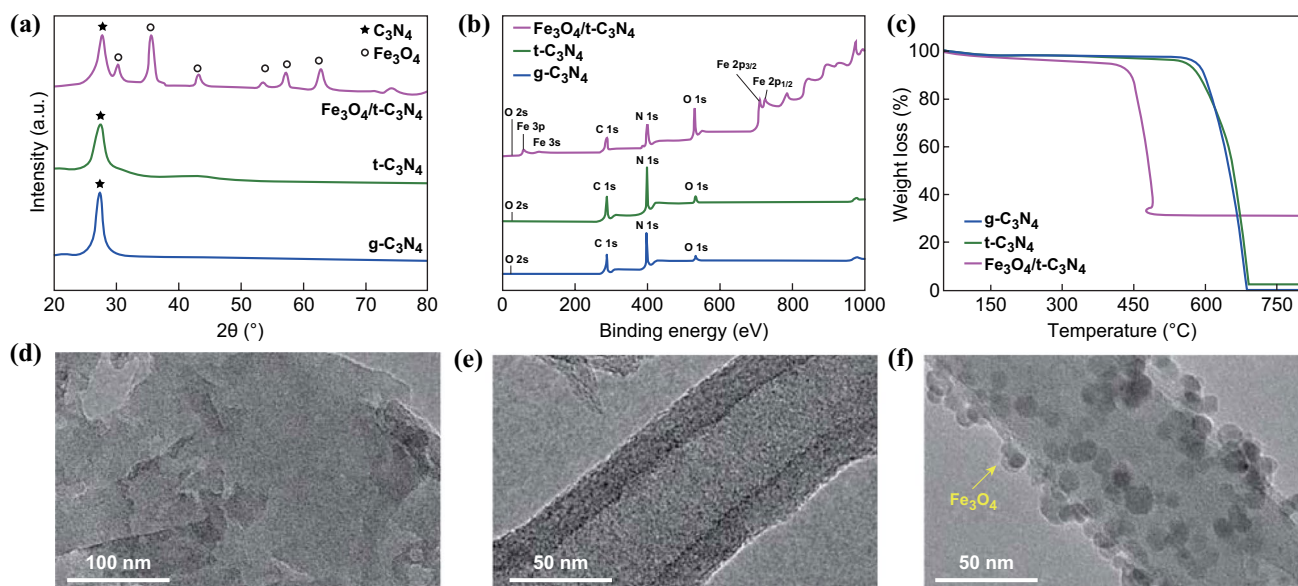 (a)
★ C₃N₄
○ Fe₃O₄
Fe₃O₄/t-C₃N₄
t-C₃N₄
g-C₃N₄
Intensity (a.u.)
20 30 40 50 60 70 80
2θ (°)
(b)
Fe₃O₄/t-C₃N₄
t-C₃N₄
g-C₃N₄
Fe 2p₃/₂
Fe 2p₁/₂
O 2s
Fe 3p
Fe 3s
C 1s
N 1s
O 1s
O 2s
C 1s
N 1s
O 1s
O 2s
C 1s
N 1s
O 1s
0 200 400 600 800 1000
Binding energy (eV)
(c)
100
80
60
40
30
20
0
Weight loss (%)
g-C₃N₄
t-C₃N₄
Fe₃O₄/t-C₃N₄
150 300 450 600 750
Temperature (°C)
(d)
100 nm
(e)
50 nm
(f)
Fe₃O₄
50 nm